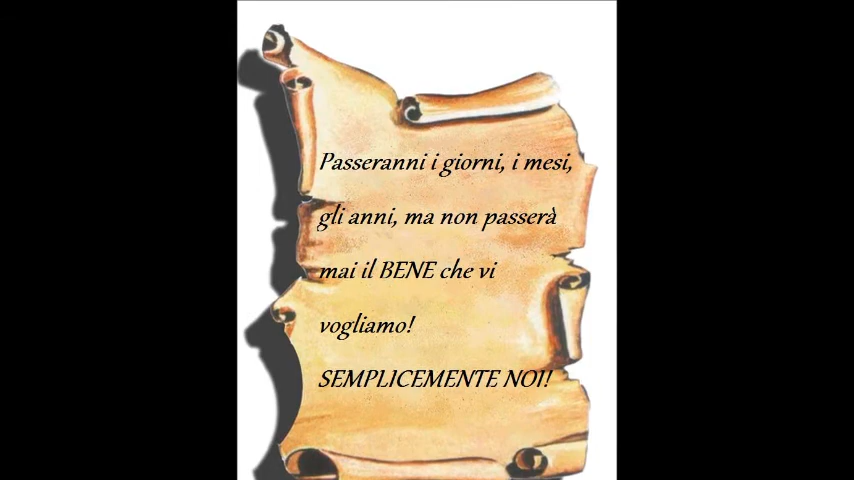 Passeranni i giorni, i mesi,
gli anni, ma non passerà
mai il BENE che vi
vogliamo!
SEMPLICEMENTE NOI!